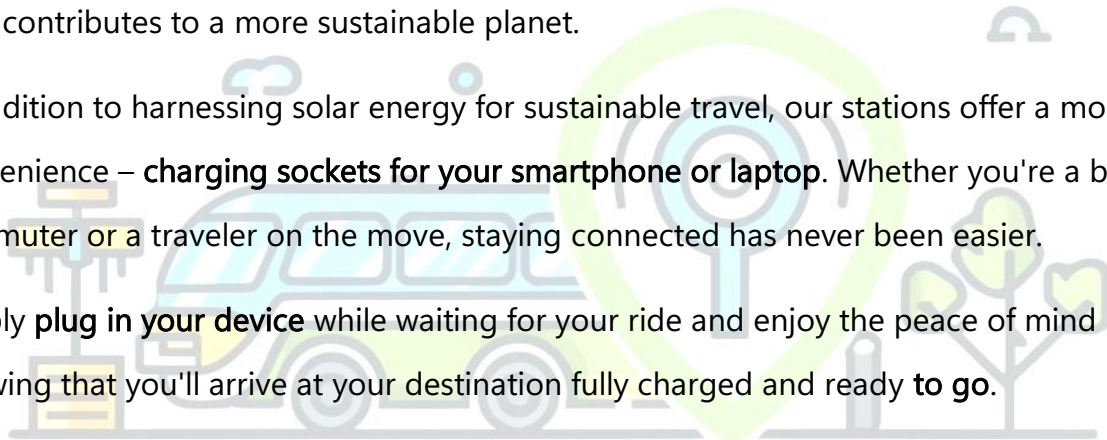 contributes to a more sustainable planet.
dition to harnessing solar energy for sustainable travel, our stations offer a mo
enience – charging sockets for your smartphone or laptop. Whether you're a b
muter or a traveler on the move, staying connected has never been easier.
ply plug in your device while waiting for your ride and enjoy the peace of mind
wing that you'll arrive at your destination fully charged and ready to go.